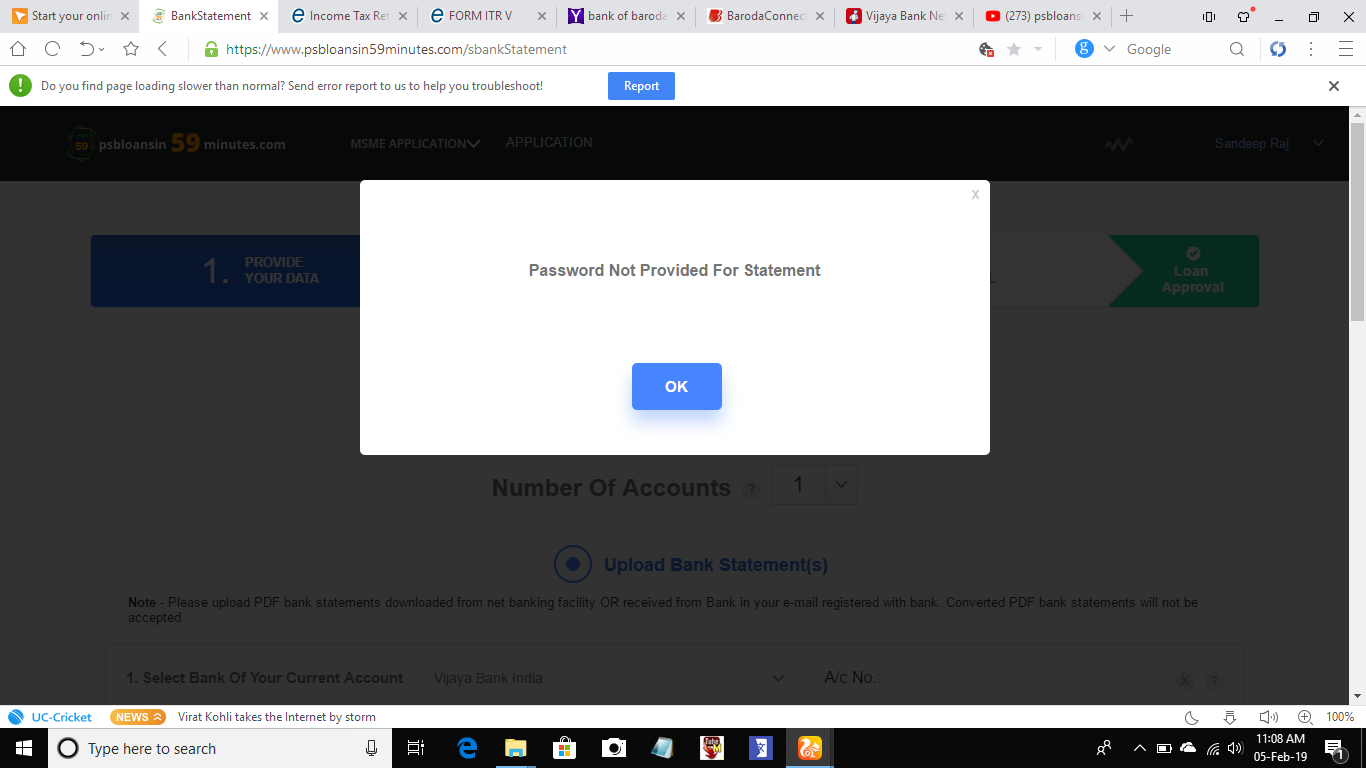 Start your onlin
BankStatement
Income Tax Ret
FORM ITR V
bank of baroda
BarodaConnect
Vijaya Bank Net
(273) psbloansi
https://www.psbloansin59minutes.com/sbankStatement
Google
Do you find page loading slower than normal? Send error report to us to help you troubleshoot!
Report
psbloansin 59 minutes.com
MSME APPLICATION
APPLICATION
Sandeep Raj
x
1.
PROVIDE
YOUR DATA
Password Not Provided For Statement
Loan
Approval
OK
Number Of Accounts
?
1
Upload Bank Statement(s)
Note - Please upload PDF bank statements downloaded from net banking facility OR received from Bank in your e-mail registered with bank. Converted PDF bank statements will not be
accepted.
1. Select Bank Of Your Current Account
Vijaya Bank India
A/c No.:
X
?
UC-Cricket
NEWS
Virat Kohli takes the Internet by storm
100%
Type here to search
11:08 AM
05-Feb-19
1